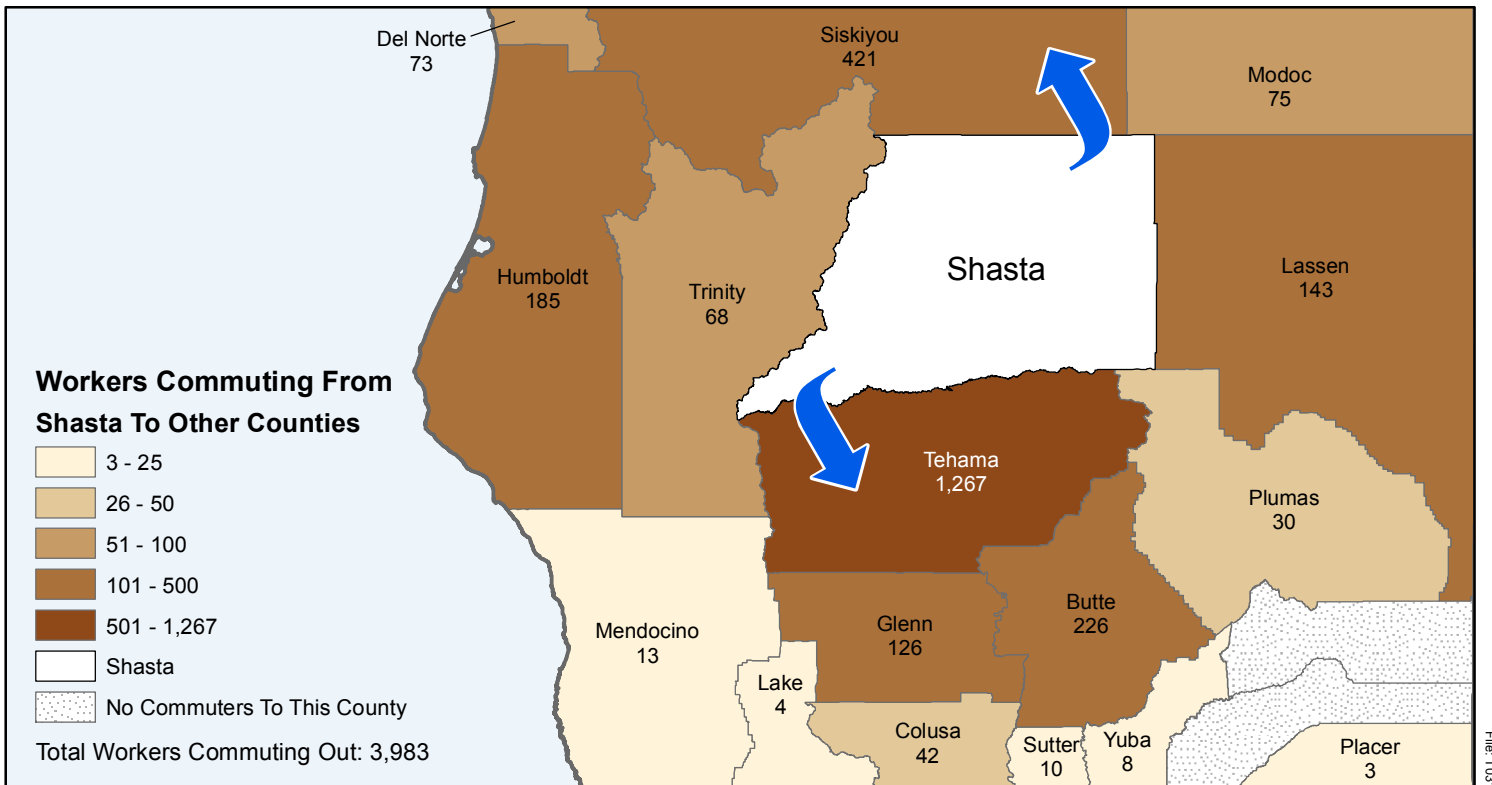 Del Norte
73
Siskiyou
421
Modoc
75
Humboldt
185
Trinity
68
Shasta
Lassen
143
Workers Commuting From
Shasta To Other Counties
3 - 25
26 - 50
51 - 100
101 - 500
501 - 1,267
Shasta
No Commuters To This County
Total Workers Commuting Out: 3,983
Tehama
1,267
Plumas
30
Mendocino
13
Glenn
126
Butte
226
Lake
4
Colusa
42
Sutter
10
Yuba
8
Placer
3